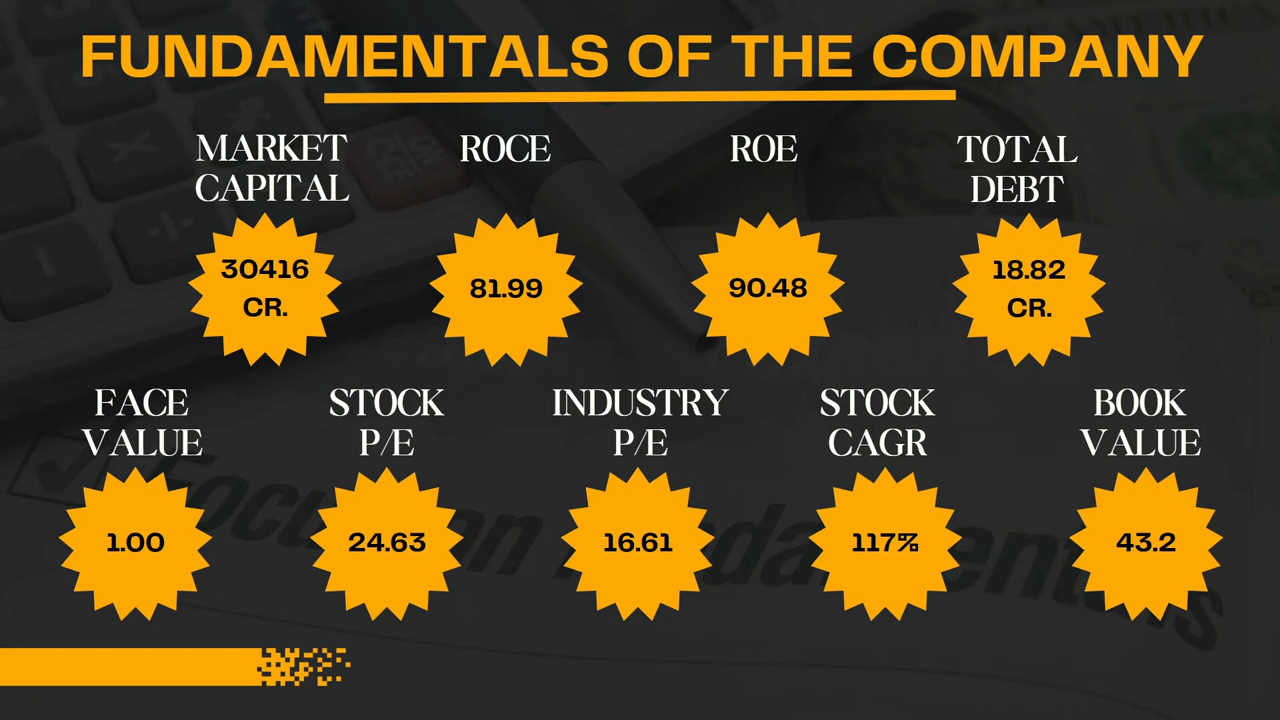 FUNDAMENTALS OF THE COMPANY
MARKET
CAPITAL
30416
CR.
ROCE
81.99
ROE
90.48
TOTAL
DEBT
18.82
CR.
FACE
VALUE
1.00
STOCK
P/E
24.63
INDUSTRY
P/E
16.61
STOCK
CAGR
117%
BOOK
VALUE
43.2